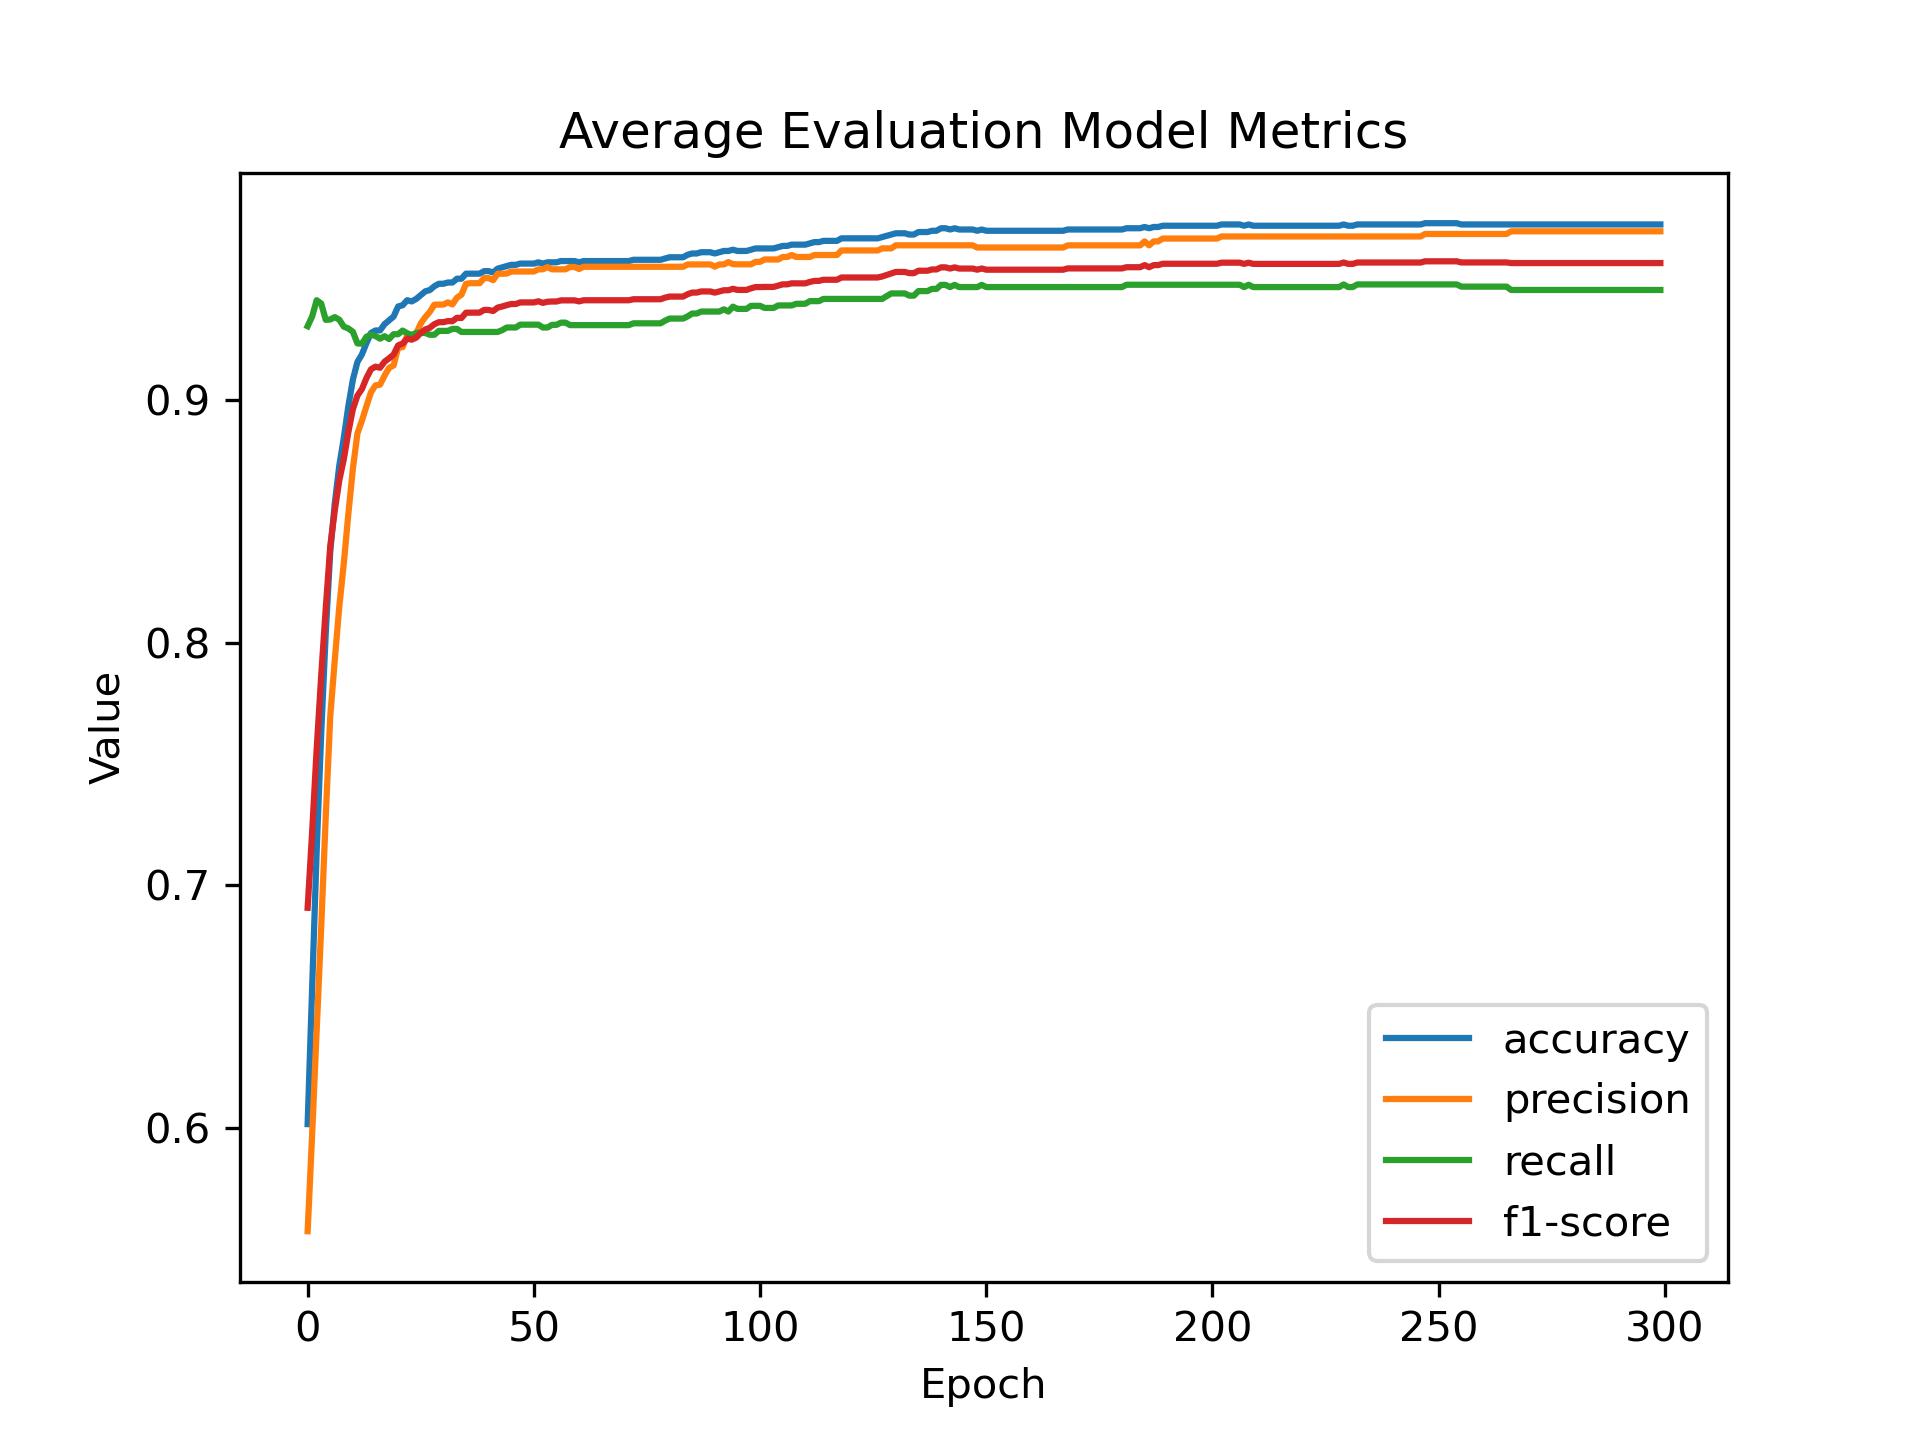 Average Evaluation Model Metrics
0.9
0.8
0.7
0.6
Value
accuracy
precision
recall
f1-score
0 50 100 150 200 250 300
Epoch